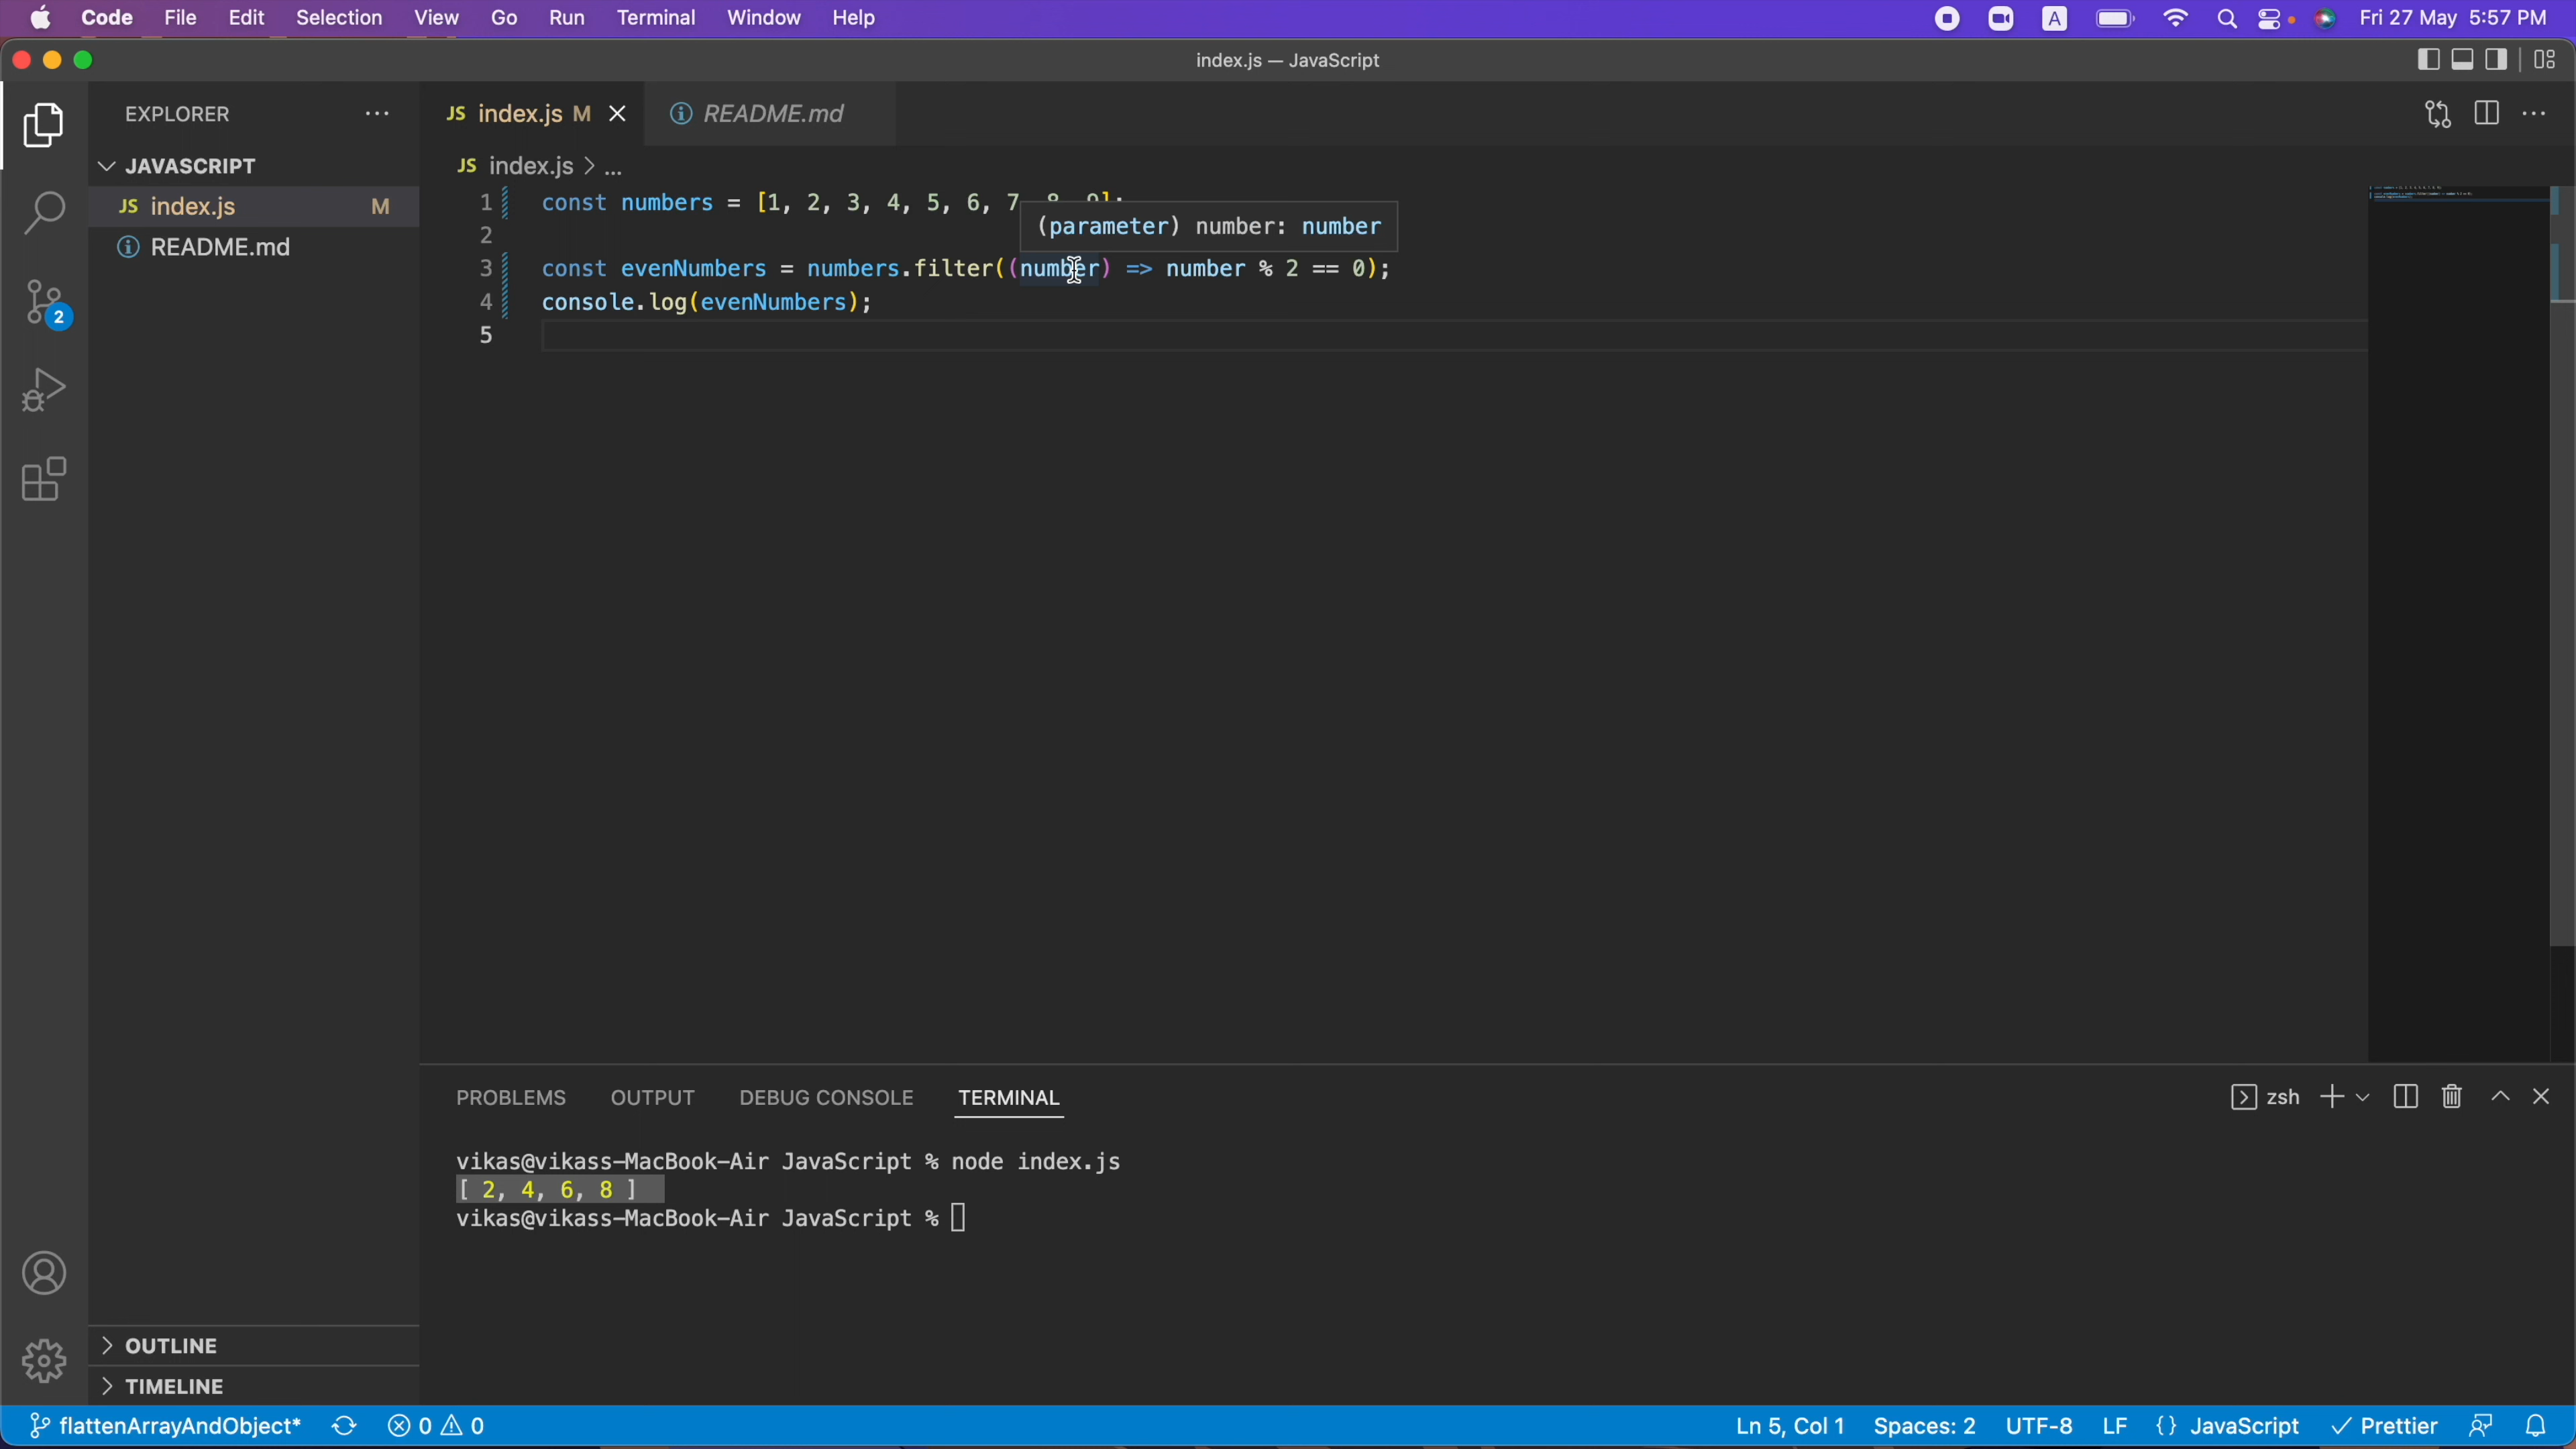 Code File Edit Selection View Go Run Terminal Window Help A Fri 27 May 5:57 PM
index.js — JavaScript
EXPLORER
JS index.js M README.md
JAVASCRIPT
JS index.js > ...
JS index.js M
README.md
1 const numbers = [1, 2, 3, 4, 5, 6, 7, 8, 9];
(parameter) number: number
2
3 const evenNumbers = numbers.filter((number) => number % 2 == 0);
4 console.log(evenNumbers);
5
2
PROBLEMS OUTPUT DEBUG CONSOLE TERMINAL zsh
vikas@vikass-MacBook-Air JavaScript % node index.js
[ 2, 4, 6, 8 ]
vikas@vikass-MacBook-Air JavaScript %
OUTLINE
TIMELINE
flattenArrayAndObject* 0 0 Ln 5, Col 1 Spaces: 2 UTF-8 LF {} JavaScript Prettier